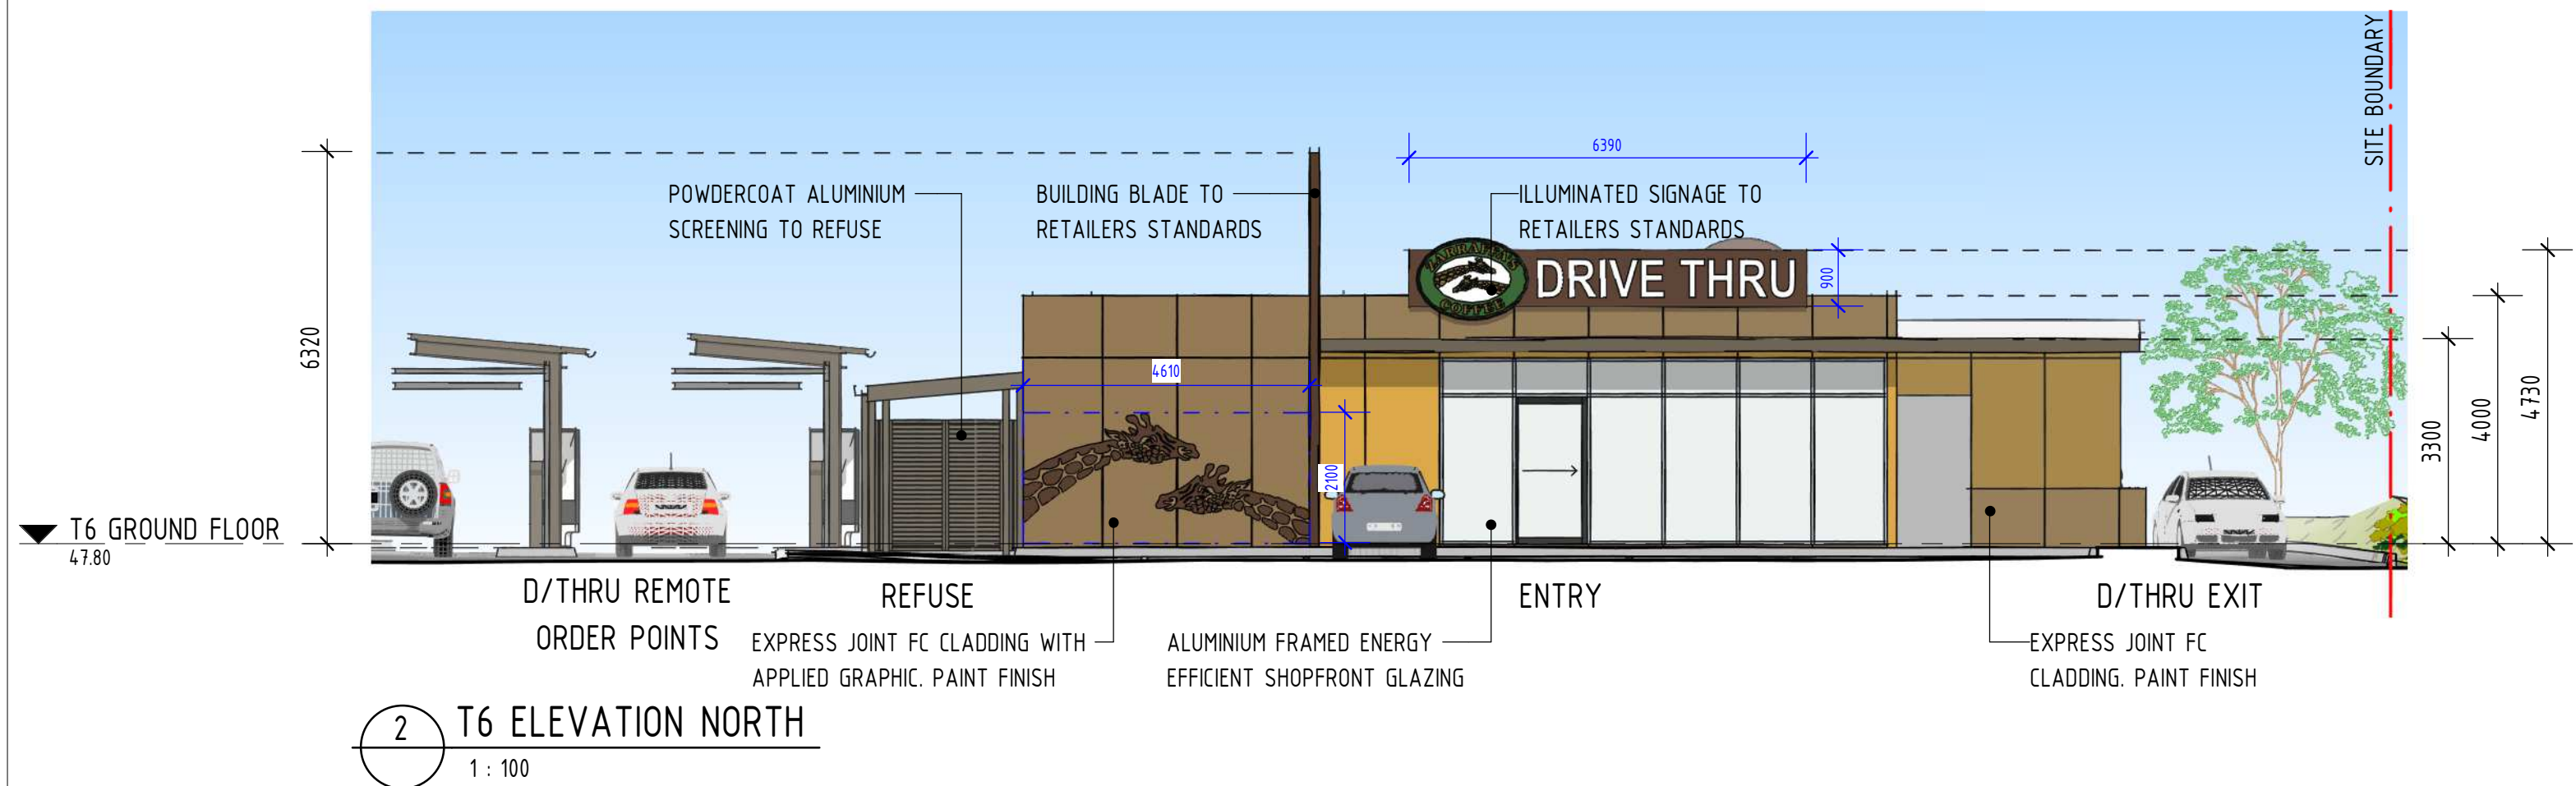 SITE BOUNDARY
6390
POWDERCOAT ALUMINIUM
SCREENING TO REFUSE
BUILDING BLADE TO
RETAILERS STANDARDS
ILLUMINATED SIGNAGE TO
RETAILERS STANDARDS
ZARRAFFA'S
COFFEE
DRIVE THRU
900
6320
4610
2100
3300
4000
4730
T6 GROUND FLOOR
47.80
D/THRU REMOTE
ORDER POINTS
REFUSE
ENTRY
D/THRU EXIT
EXPRESS JOINT FC CLADDING WITH
APPLIED GRAPHIC. PAINT FINISH
ALUMINIUM FRAMED ENERGY
EFFICIENT SHOPFRONT GLAZING
EXPRESS JOINT FC
CLADDING. PAINT FINISH
2
T6 ELEVATION NORTH
1 : 100